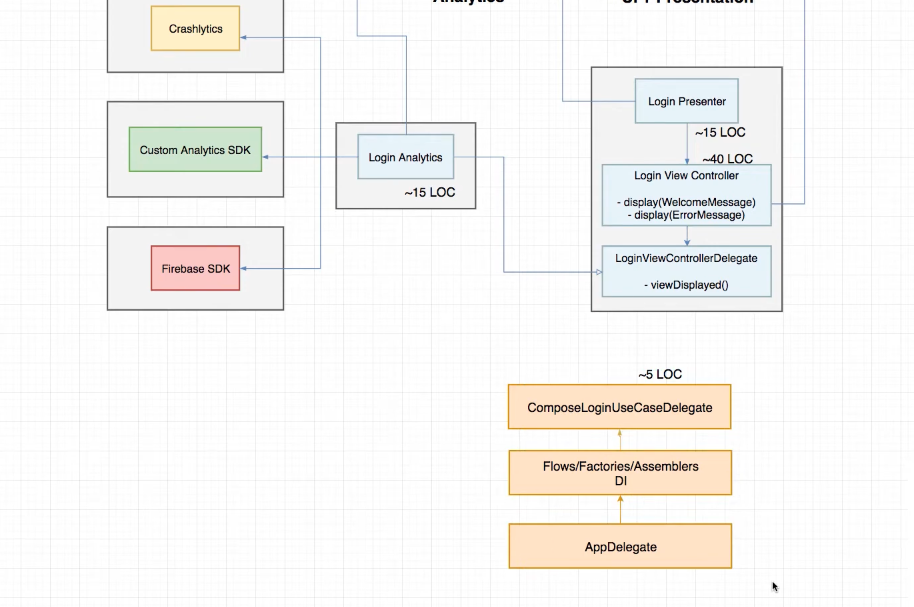 Analytics
UI / Presentation
Crashlytics
Custom Analytics SDK
Firebase SDK
Login Analytics
~15 LOC
Login Presenter
~15 LOC
~40 LOC
Login View Controller
- display(WelcomeMessage)
- display(ErrorMessage)
LoginViewControllerDelegate
- viewDisplayed()
~5 LOC
ComposeLoginUseCaseDelegate
Flows/Factories/Assemblers
DI
AppDelegate